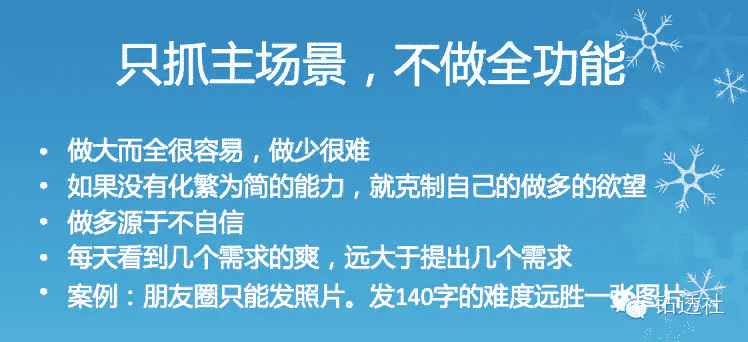 只抓主场景，不做全功能
做大而全很容易，做少很难
如果没有化繁为简的能力，就克制自己的做多的欲望
做多源于不自信
每天看到几个需求的爽，远大于提出几个需求
案例：朋友圈只能发照片。发140字的难度远胜一张图片
钻透社